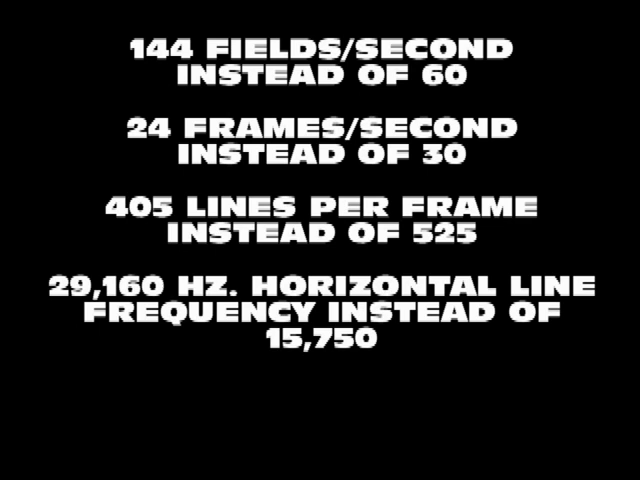 144 FIELDS/SECOND
INSTEAD OF 60
24 FRAMES/SECOND
INSTEAD OF 30
405 LINES PER FRAME
INSTEAD OF 525
29,160 HZ. HORIZONTAL LINE
FREQUENCY INSTEAD OF
15,750